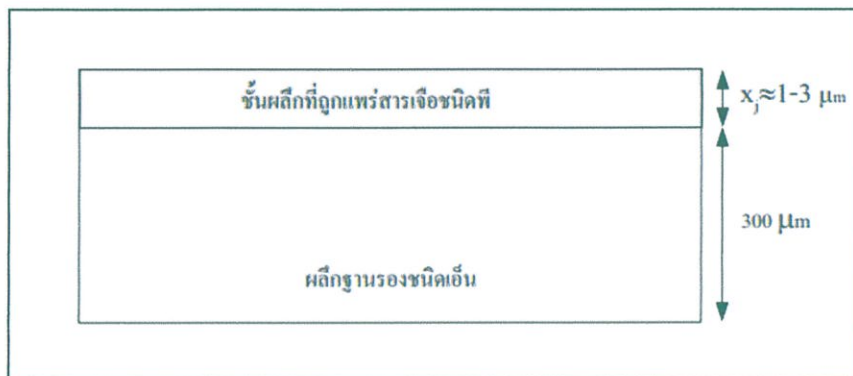 ชั้นผลึกที่ถูกแพร่สารเจือชนิดพี
xj≈1-3 μm
300 μm
ผลึกฐานรองชนิดเอ็น